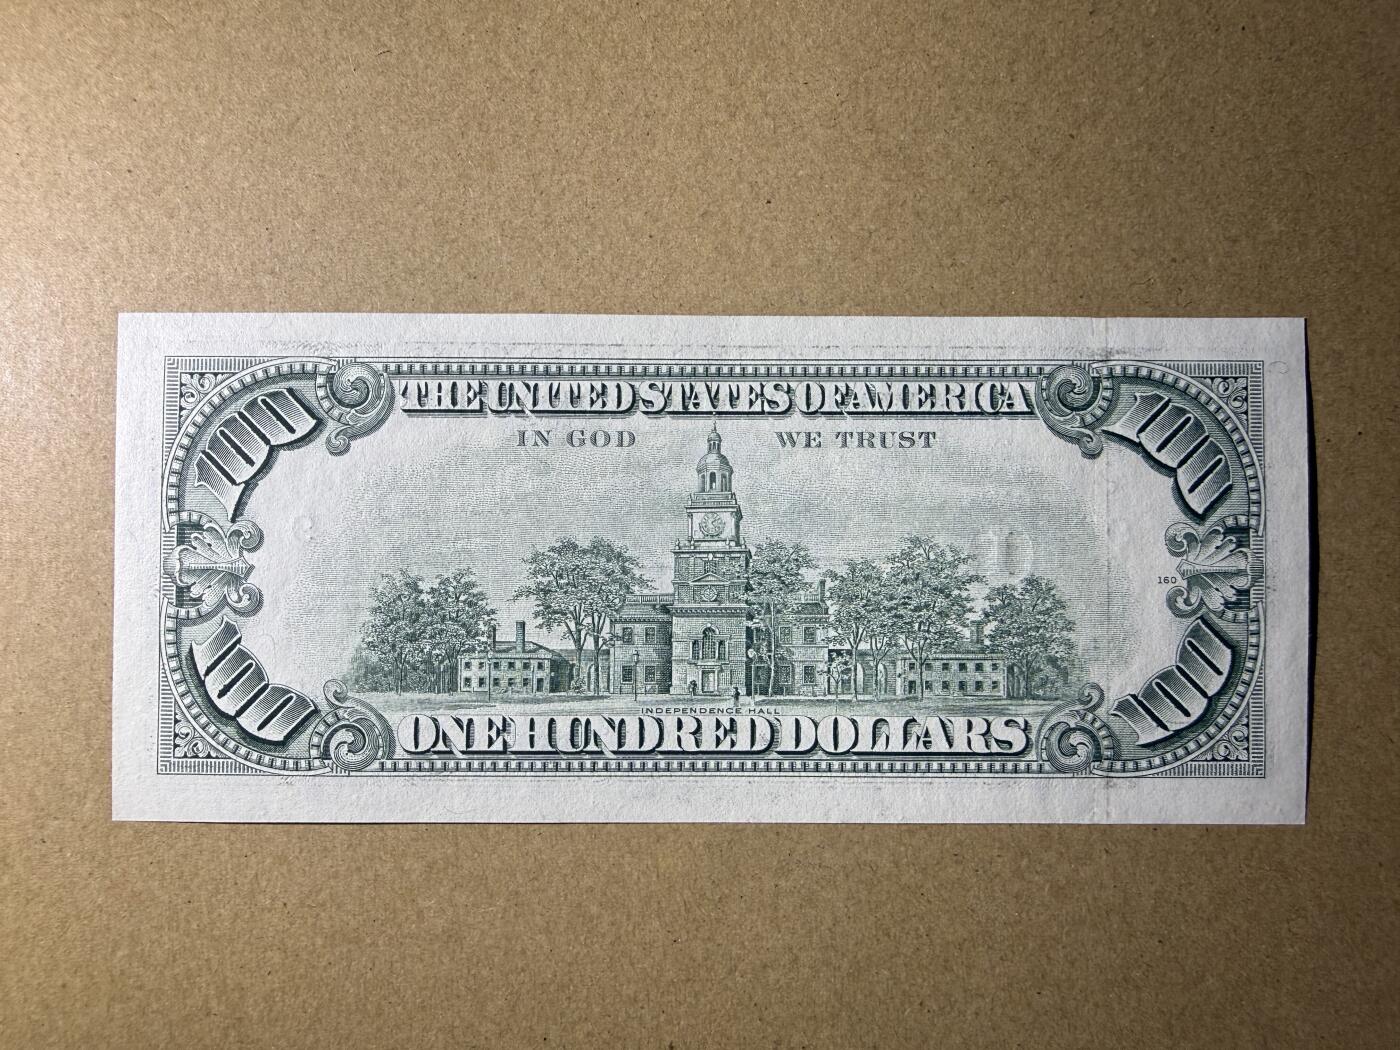 100 THE UNITED STATES OF AMERICA 100
IN GOD WE TRUST
160
INDEPENDENCE HALL
100 ONE HUNDRED DOLLARS 100